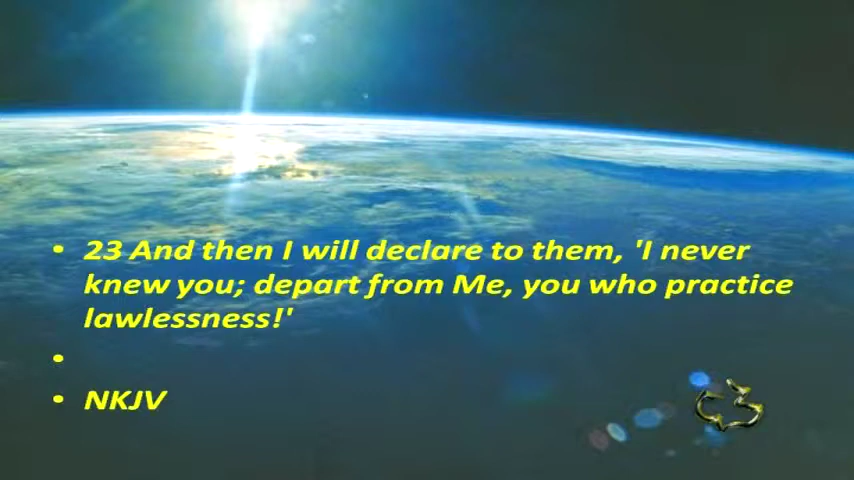 • 23 And then I will declare to them, 'I never
knew you; depart from Me, you who practice
lawlessness!'
•
• NKJV